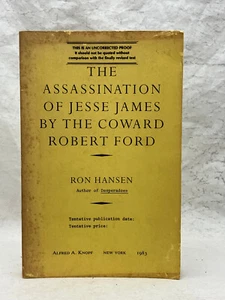 THIS IS AN UNCORRECTED PROOF
It should not be quoted without
comparison with the finally revised text
THE
ASSASSINATION
OF JESSE JAMES
BY THE COWARD
ROBERT FORD
RON HANSEN
Author of Desperadoes
Tentative publication date:
Tentative price:
ALFRED A. KNOPF NEW YORK 1983